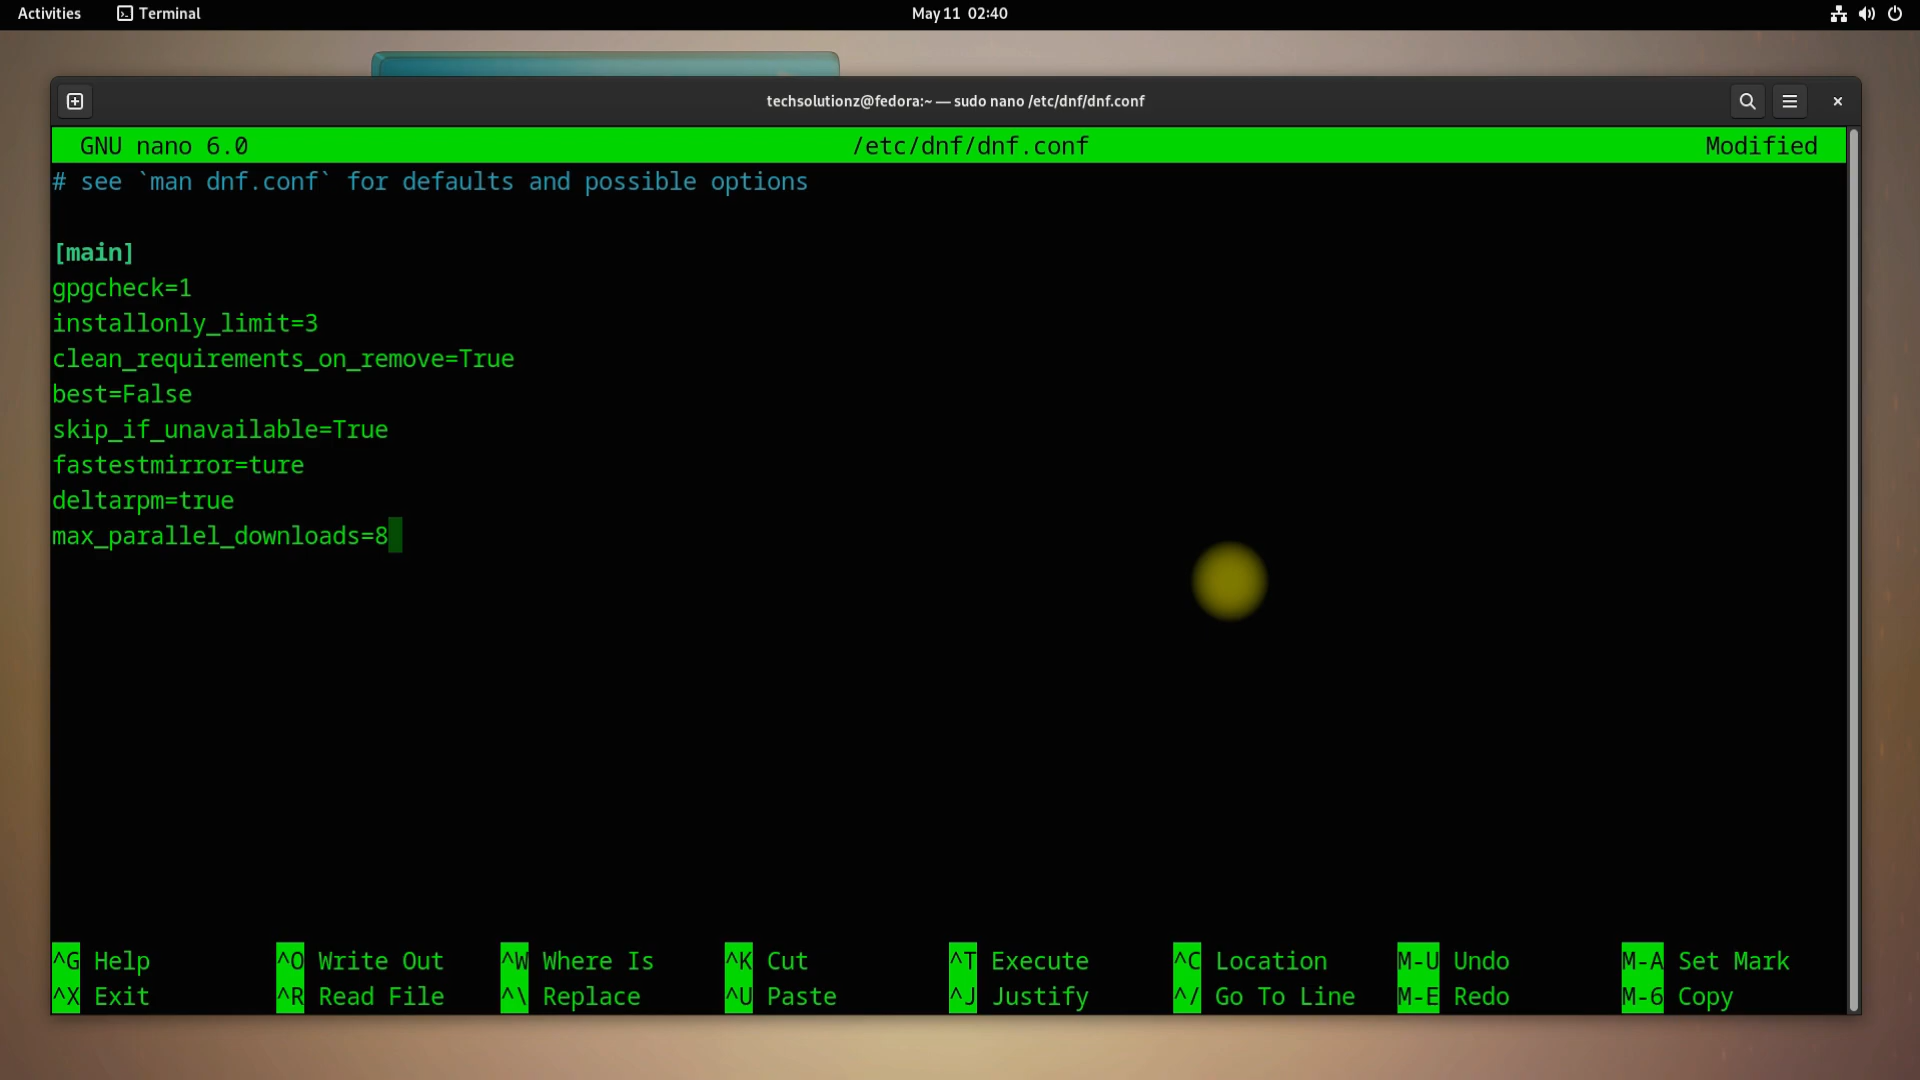 Activities Terminal May 11 02:40
techsolutionz@fedora:~ — sudo nano /etc/dnf/dnf.conf
GNU nano 6.0 /etc/dnf/dnf.conf Modified
# see `man dnf.conf` for defaults and possible options
[main]
gpgcheck=1
installonly_limit=3
clean_requirements_on_remove=True
best=False
skip_if_unavailable=True
fastestmirror=ture
deltarpm=true
max_parallel_downloads=8
^G Help ^O Write Out ^W Where Is ^K Cut ^T Execute ^C Location M-U Undo M-A Set Mark
^X Exit ^R Read File ^\ Replace ^U Paste ^J Justify ^/ Go To Line M-E Redo M-6 Copy